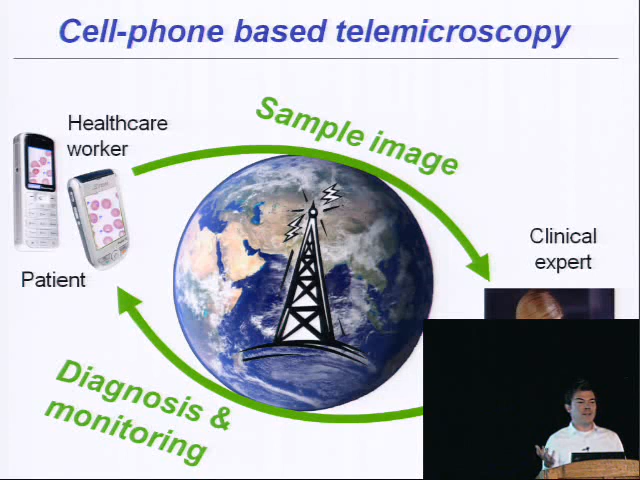 Cell-phone based telemicroscopy
Healthcare
worker
Sample image
Clinical
expert
Patient
Diagnosis &
monitoring